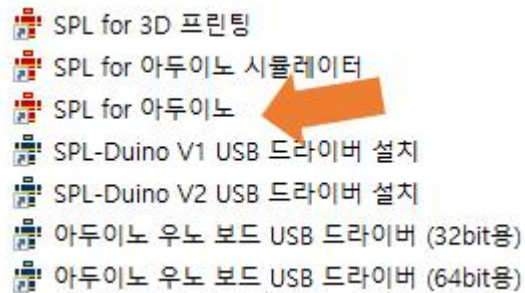 SPL for 3D 프린팅
SPL for 아두이노 시뮬레이터
SPL for 아두이노
SPL-Duino V1 USB 드라이버 설치
SPL-Duino V2 USB 드라이버 설치
아두이노 우노 보드 USB 드라이버 (32bit용)
아두이노 우노 보드 USB 드라이버 (64bit용)